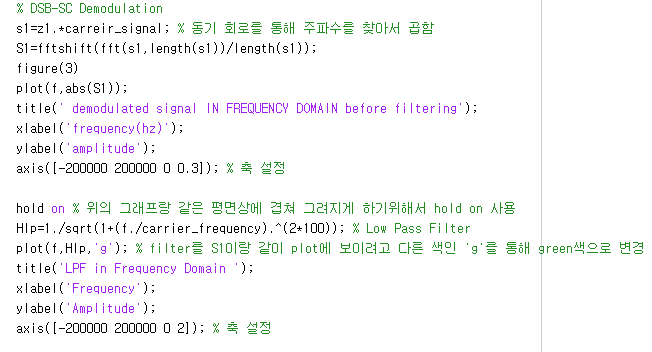 % DSB-SC Demodulation
s1=z1.*carreir_signal; % 동기 회로를 통해 주파수를 찾아서 곱함
S1=fftshift(fft(s1,length(s1))/length(s1));
figure(3)
plot(f,abs(S1));
title(' demodulated signal IN FREQUENCY DOMAIN before filtering');
xlabel('frequency(hz)');
ylabel('amplitude');
axis([-200000 200000 0 0.3]); % 축 설정
hold on % 위의 그래프랑 같은 평면상에 겹쳐 그려지게 하기위해서 hold on 사용
Hlp=1./sqrt(1+(f./carrier_frequency).^(2*100)); % Low Pass Filter
plot(f,Hlp,'g'); % filter를 S1이랑 같이 plot에 보이려고 다른 색인 'g'를 통해 green색으로 변경
title('LPF in Frequency Domain ');
xlabel('Frequency');
ylabel('Amplitude');
axis([-200000 200000 0 2]); % 축 설정